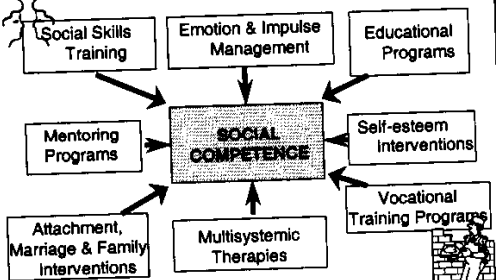 Social Skills
Training
Emotion & Impulse
Management
Educational
Programs
Mentoring
Programs
SOCIAL
COMPETENCE
Self-esteem
Interventions
Attachment,
Marriage & Family
Interventions
Multisystemic
Therapies
Vocational
Training Programs